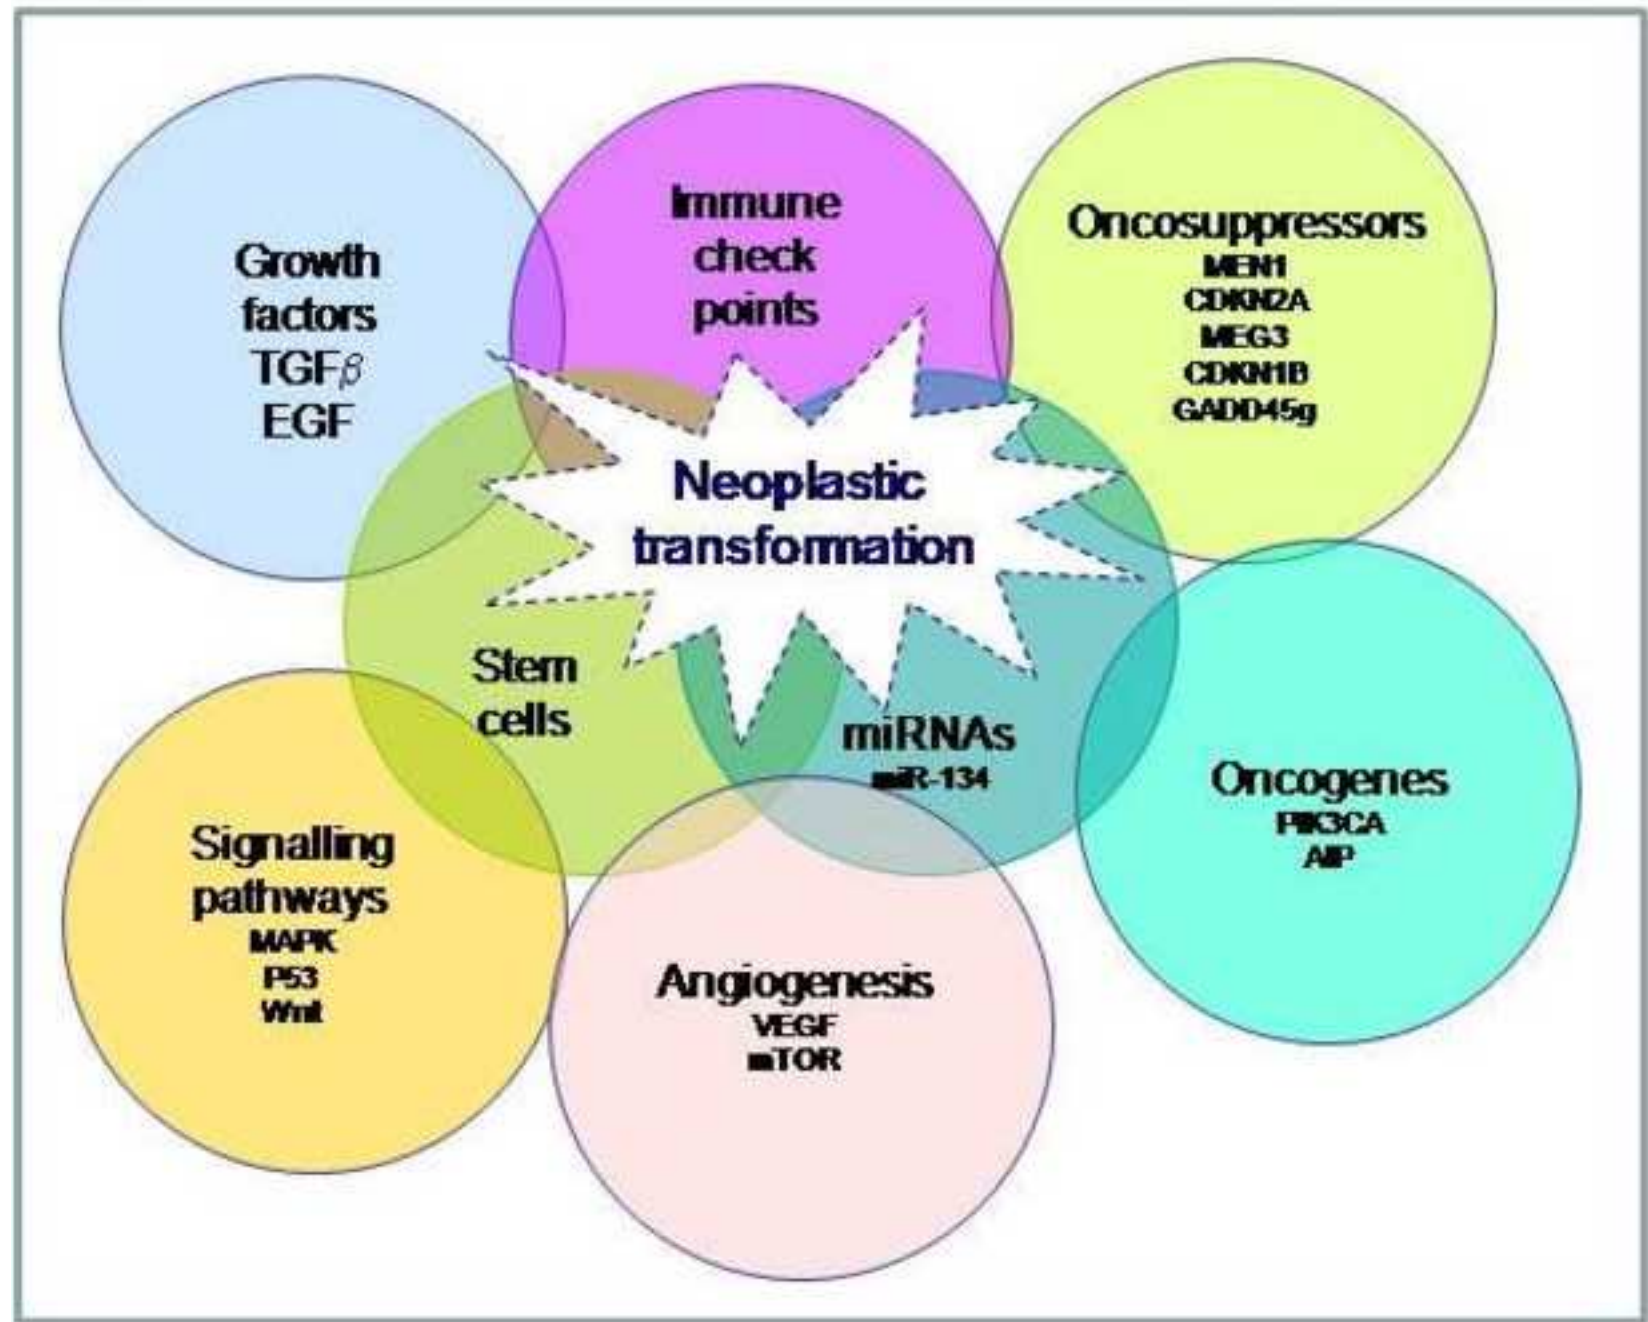 Growth
factors
TGFβ
EGF
Immune
check
points
Oncosuppressors
MEN1
CDKN2A
MEG3
CDKN1B
GADD45g
Neoplastic
transformation
Stem
cells
miRNAs
miR-134
Oncogenes
PIK3CA
AIP
Signalling
pathways
MAPK
P53
Wnt
Angiogenesis
VEGF
mTOR